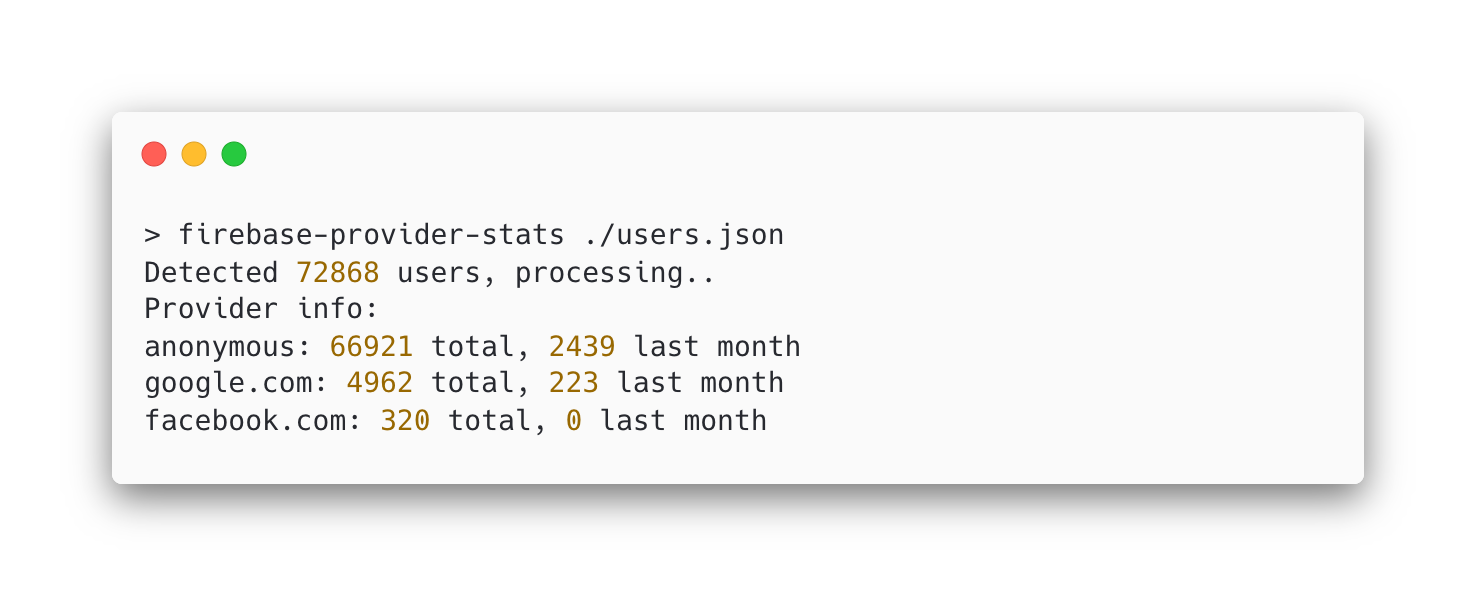 > firebase-provider-stats ./users.json
Detected 72868 users, processing..
Provider info:
anonymous: 66921 total, 2439 last month
google.com: 4962 total, 223 last month
facebook.com: 320 total, 0 last month